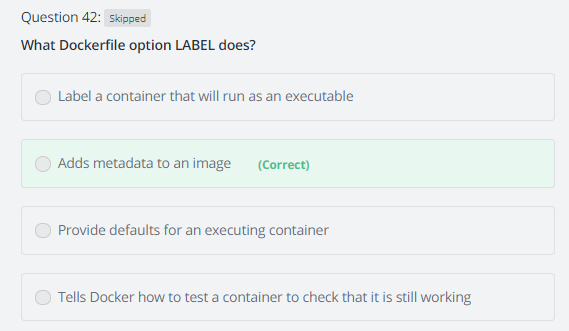 Question 42: Skipped
What Dockerfile option LABEL does?
Label a container that will run as an executable
Adds metadata to an image (Correct)
Provide defaults for an executing container
Tells Docker how to test a container to check that it is still working